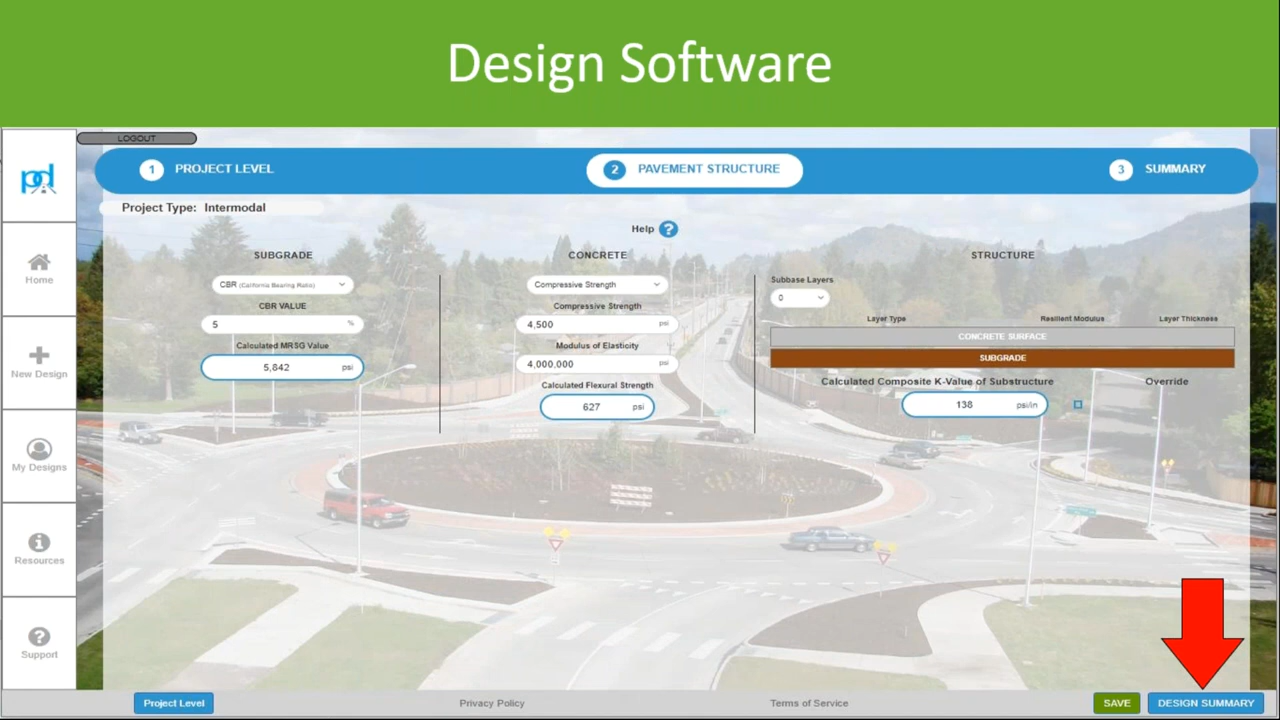 Design Software
LOGOUT
pd
1 PROJECT LEVEL
2 PAVEMENT STRUCTURE
3 SUMMARY
Project Type: Intermodal
Help ?
Home
New Design
My Designs
Resources
Support
SUBGRADE
CBR (California Bearing Ratio)
CBR VALUE
5 %
Calculated MRSG Value
5,842 psi
CONCRETE
Compressive Strength
Compressive Strength
4,500 psi
Modulus of Elasticity
4,000,000 psi
Calculated Flexural Strength
627 psi
STRUCTURE
Subbase Layers
0
Layer Type Resilient Modulus Layer Thickness
CONCRETE SURFACE
SUBGRADE
Calculated Composite K-Value of Substructure Override
138 psi/in
Project Level
Privacy Policy
Terms of Service
SAVE
DESIGN SUMMARY